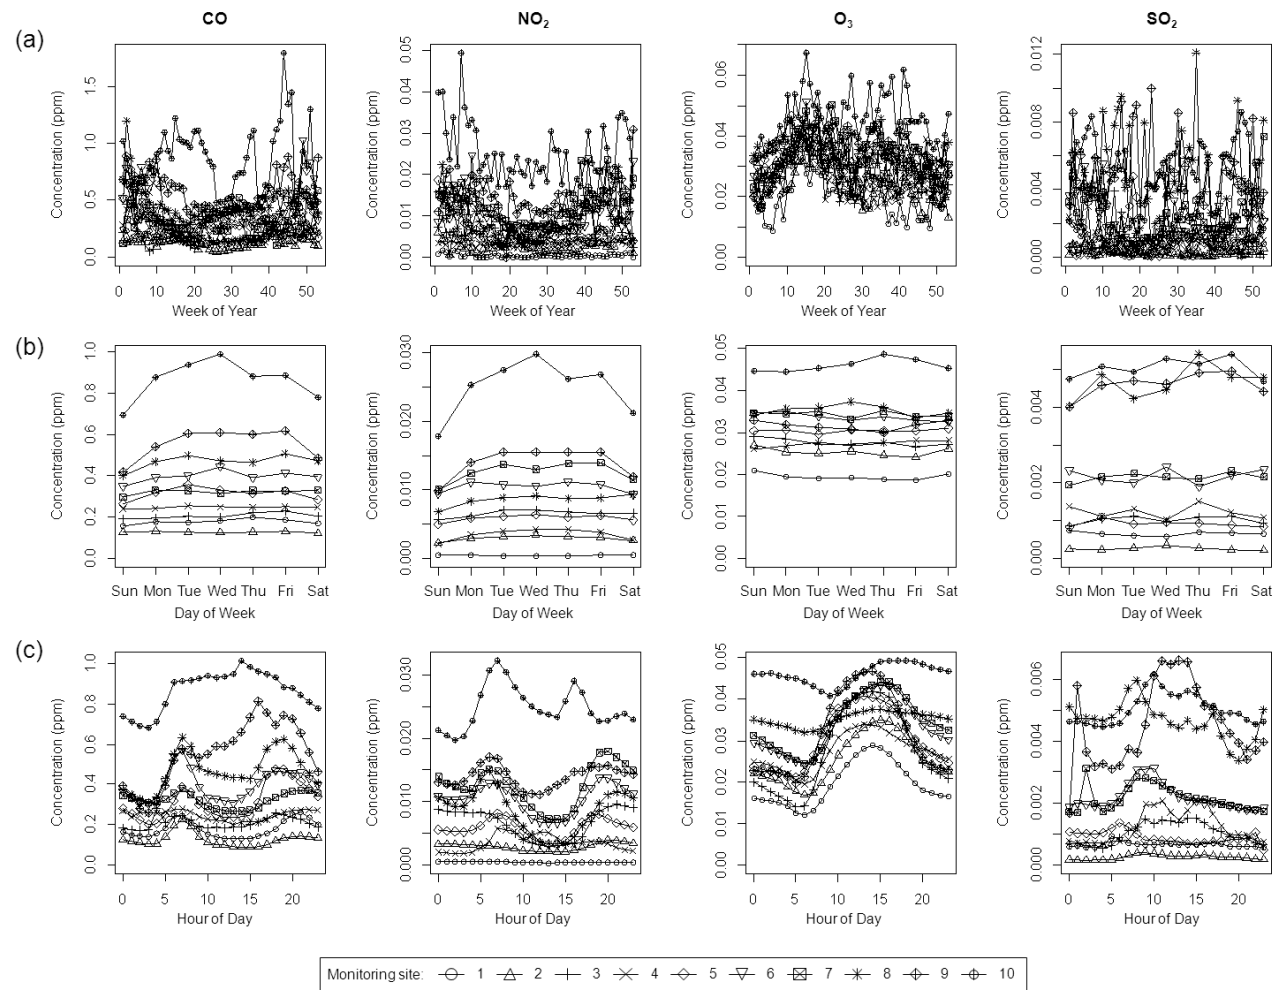 CO NO2 O3 SO2
(a)
Concentration (ppm) 0.0 0.5 1.0 1.5
Concentration (ppm) 0.00 0.01 0.02 0.03 0.04 0.05
Concentration (ppm) 0.00 0.02 0.04 0.06
Concentration (ppm) 0.000 0.004 0.008 0.012
0 10 20 30 40 50 0 10 20 30 40 50 0 10 20 30 40 50 0 10 20 30 40 50
Week of Year Week of Year Week of Year Week of Year
(b)
Concentration (ppm) 0.0 0.2 0.4 0.6 0.8 1.0
Concentration (ppm) 0.000 0.010 0.020 0.030
Concentration (ppm) 0.00 0.01 0.02 0.03 0.04 0.05
Concentration (ppm) 0.000 0.002 0.004
Sun Mon Tue Wed Thu Fri Sat Sun Mon Tue Wed Thu Fri Sat Sun Mon Tue Wed Thu Fri Sat Sun Mon Tue Wed Thu Fri Sat
Day of Week Day of Week Day of Week Day of Week
(c)
Concentration (ppm) 0.0 0.2 0.4 0.6 0.8 1.0
Concentration (ppm) 0.000 0.010 0.020 0.030
Concentration (ppm) 0.00 0.01 0.02 0.03 0.04 0.05
Concentration (ppm) 0.000 0.002 0.004 0.006
0 5 10 15 20 0 5 10 15 20 0 5 10 15 20 0 5 10 15 20
Hour of Day Hour of Day Hour of Day Hour of Day
Monitoring site: 1 2 3 4 5 6 7 8 9 10